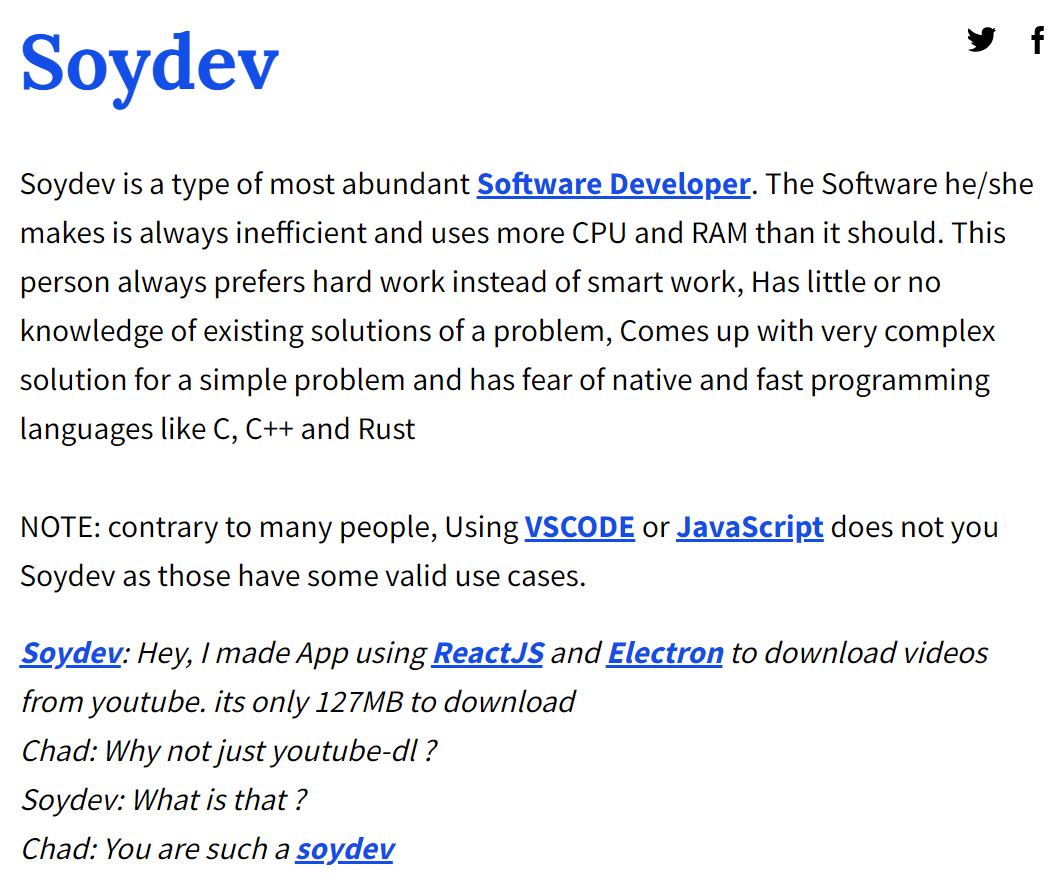 Soydev
Soydev is a type of most abundant Software Developer. The Software he/she
makes is always inefficient and uses more CPU and RAM than it should. This
person always prefers hard work instead of smart work, Has little or no
knowledge of existing solutions of a problem, Comes up with very complex
solution for a simple problem and has fear of native and fast programming
languages like C, C++ and Rust
NOTE: contrary to many people, Using VSCODE or JavaScript does not you
Soydev as those have some valid use cases.
Soydev: Hey, I made App using ReactJS and Electron to download videos
from youtube. its only 127MB to download
Chad: Why not just youtube-dl ?
Soydev: What is that ?
Chad: You are such a soydev